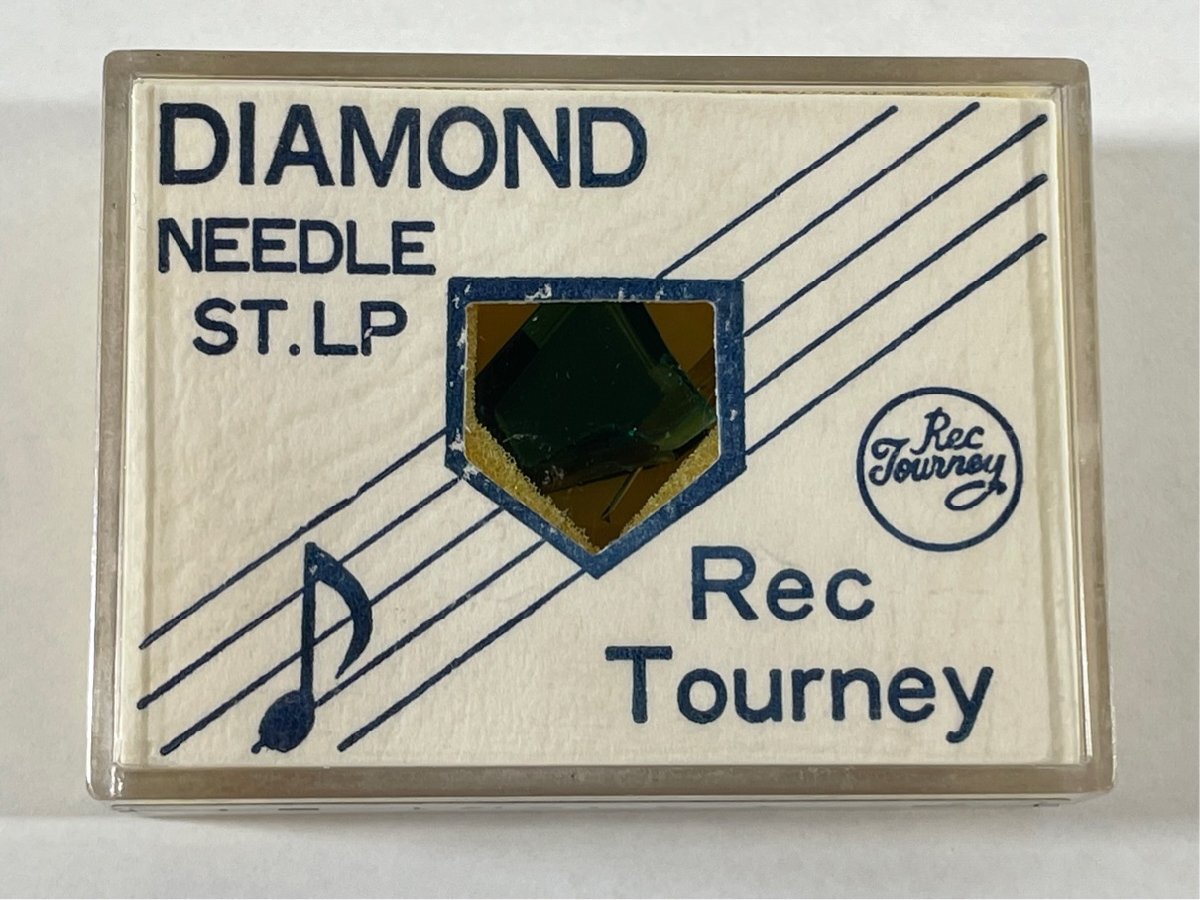 DIAMOND
NEEDLE
ST.LP
Rec
Tourney
Rec
Tourney